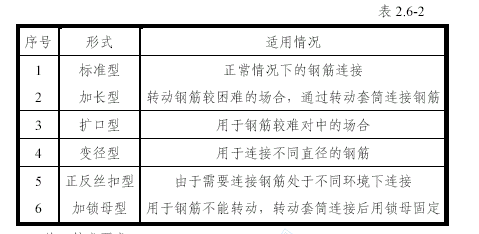 表 2.6-2
序号 形式 适用情况
1 标准型 正常情况下的钢筋连接
2 加长型 转动钢筋较困难的场合，通过转动套筒连接钢筋
3 扩口型 用于钢筋较难对中的场合
4 变径型 用于连接不同直径的钢筋
5 正反丝扣型 由于需要连接钢筋处于不同环境下连接
6 加锁母型 用于钢筋不能转动，转动套筒连接后用锁母固定